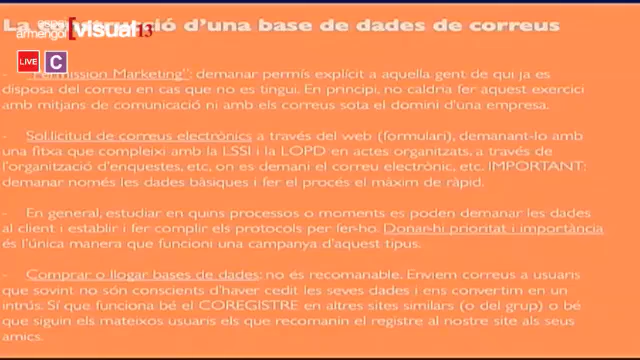 La ció d'una base de dades de correus
espai
armengol [visual13
LIVE C
- "Permission Marketing": demanar permís explícit a aquella gent de qui ja es
disposa del correu en cas que no es tingui. En principi, no caldria fer aquest exercici
amb mitjans de comunicació ni amb els correus sota el domini d'una empresa.
- Sol.licitud de correus electrònics a través del web (formulari), demanant-lo amb
una fitxa que compleixi amb la LSSI i la LOPD en actes organitzats, a través de
l'organització d'enquestes, etc, on es demani el correu electrònic, etc. IMPORTANT:
demanar només les dades bàsiques i fer el procés el màxim de ràpid.
- En general, estudiar en quins processos o moments es poden demanar les dades
al client i establir i fer complir els protocols per fer-ho. Donar-hi prioritat i importància
és l'única manera que funcioni una campanya d'aquest tipus.
- Comprar o llogar bases de dades: no és recomanable. Enviem correus a usuaris
que sovint no són conscients d'haver cedit les seves dades i ens convertim en un
intrús. Sí que funciona bé el COREGISTRE en altres sites similars (o del grup) o bé
que siguin els mateixos usuaris els que recomanin el registre al nostre site als seus
amics.